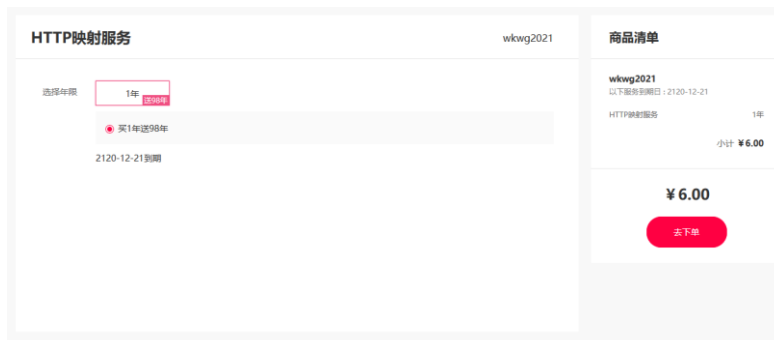 HTTP映射服务
wkwg2021
选择年限
1年
送98年
买1年送98年
2120-12-21到期
商品清单
wkwg2021
以下服务到期日：2120-12-21
HTTP映射服务 1年
小计 ¥6.00
¥6.00
去下单